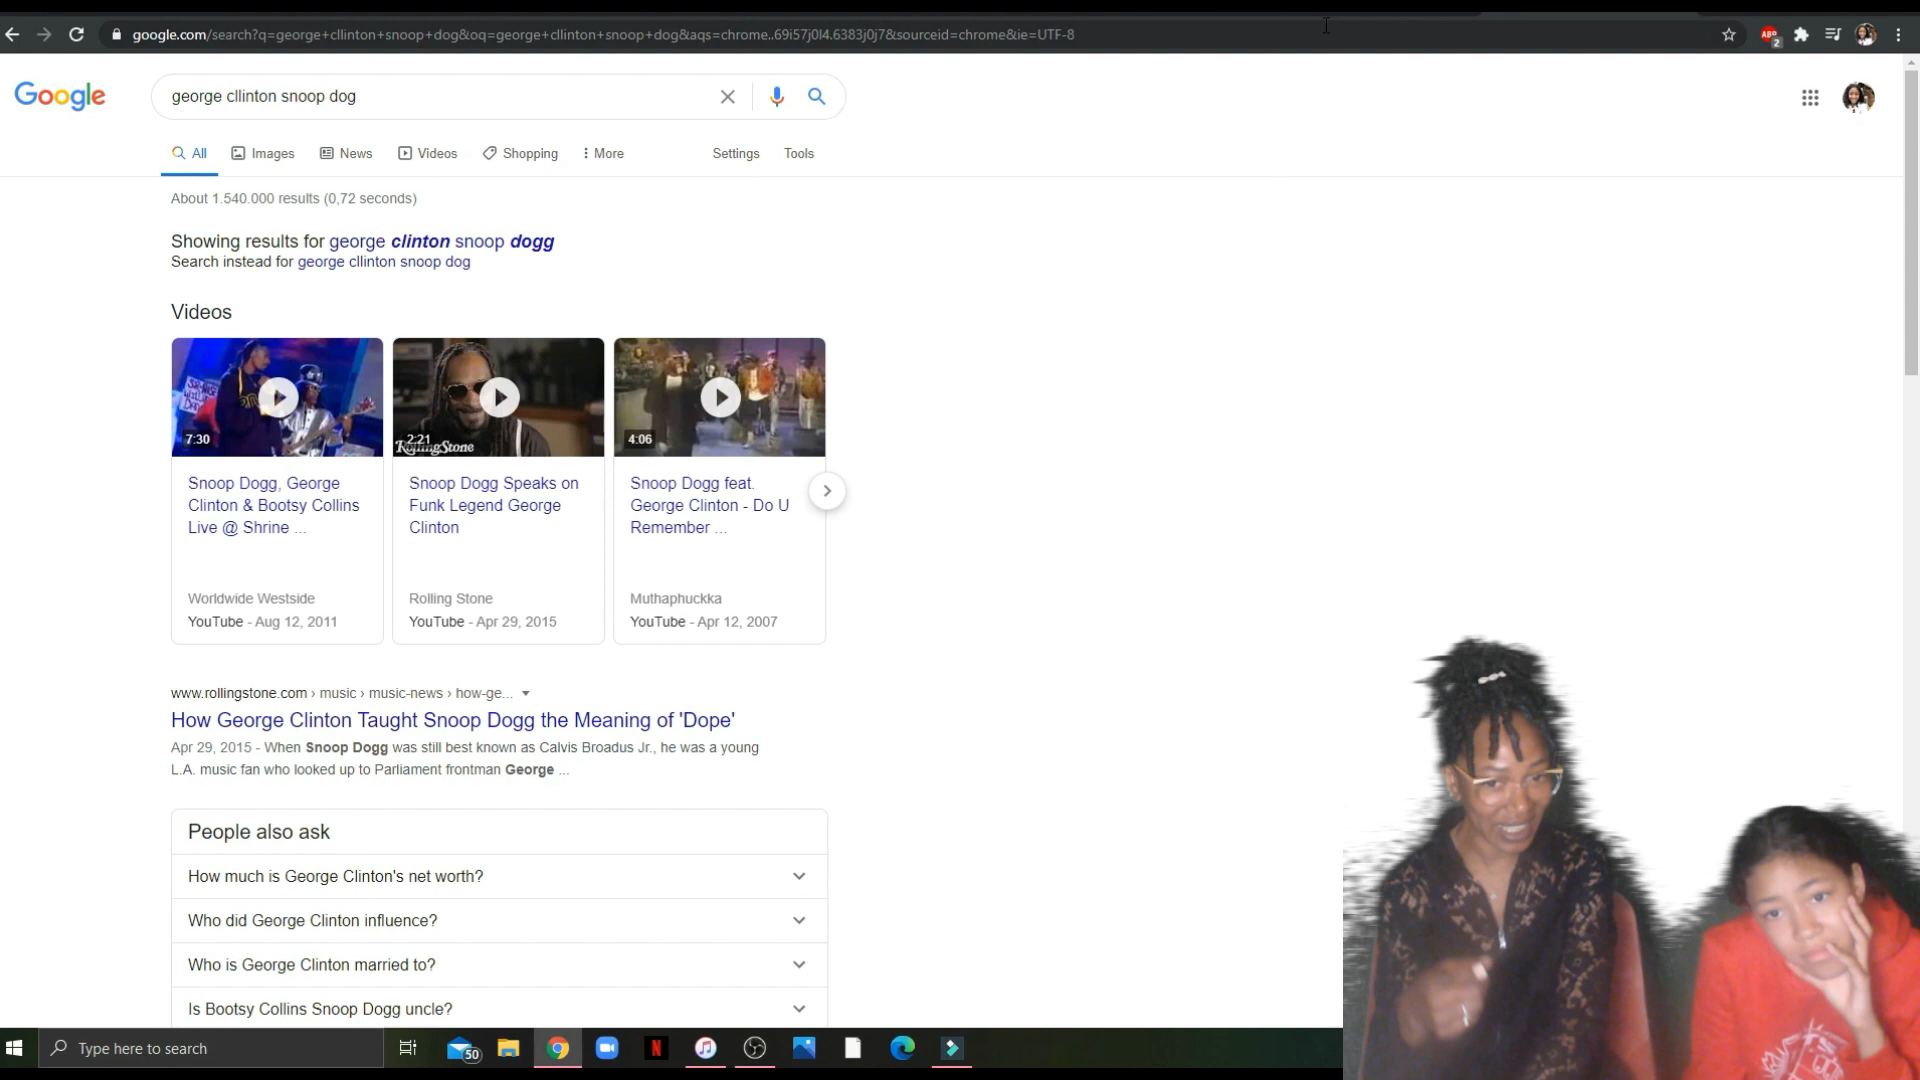 google.com/search?q=george+cllinton+snoop+dog&oq=george+cllinton+snoop+dog&aqs=chrome..69i57j0l4.6383j0j7&sourceid=chrome&ie=UTF-8
ABP
2
Google
george cllinton snoop dog
All
Images
News
Videos
Shopping
More
Settings
Tools
About 1.540.000 results (0,72 seconds)
Showing results for george clinton snoop dogg
Search instead for george cllinton snoop dog
Videos
7:30
2:21
RollingStone
4:06
Snoop Dogg, George
Clinton & Bootsy Collins
Live @ Shrine ...
Worldwide Westside
YouTube - Aug 12, 2011
Snoop Dogg Speaks on
Funk Legend George
Clinton
Rolling Stone
YouTube - Apr 29, 2015
Snoop Dogg feat.
George Clinton - Do U
Remember ...
Muthaphuckka
YouTube - Apr 12, 2007
www.rollingstone.com › music › music-news › how-ge...
How George Clinton Taught Snoop Dogg the Meaning of 'Dope'
Apr 29, 2015 - When Snoop Dogg was still best known as Calvis Broadus Jr., he was a young
L.A. music fan who looked up to Parliament frontman George ...
People also ask
How much is George Clinton's net worth?
Who did George Clinton influence?
Who is George Clinton married to?
Is Bootsy Collins Snoop Dogg uncle?
Type here to search
50
N